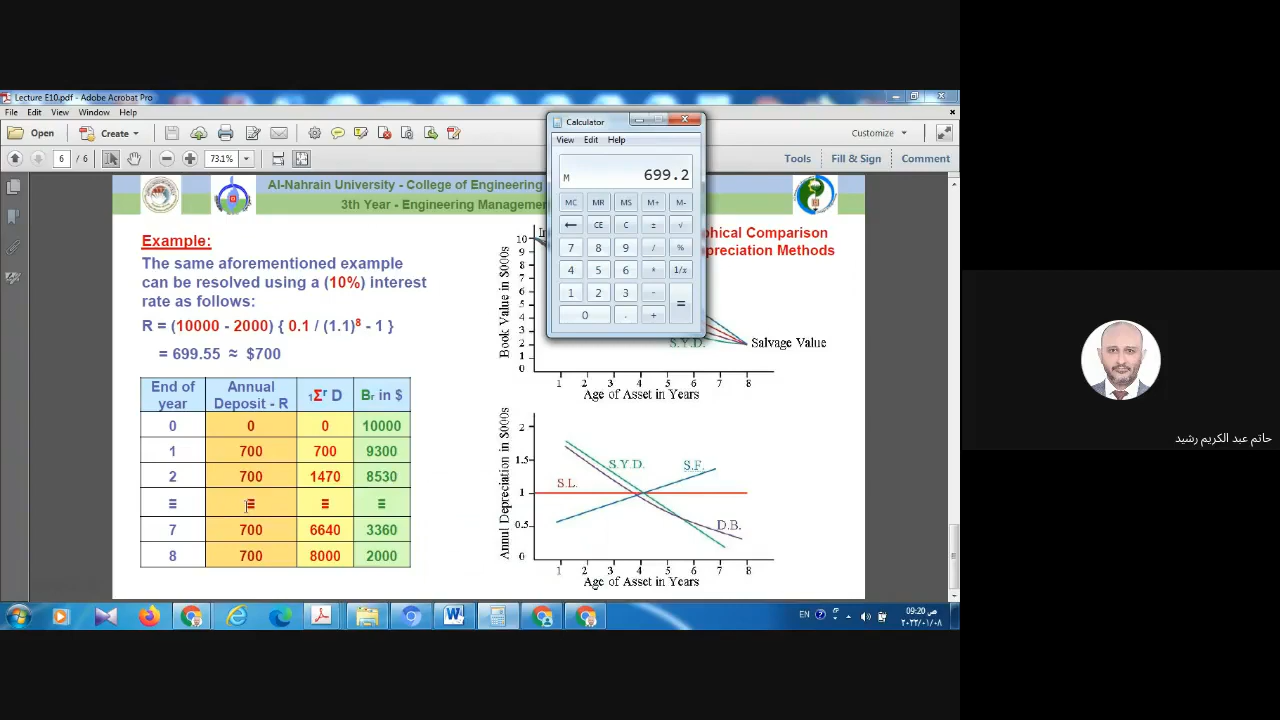 Lecture E10.pdf - Adobe Acrobat Pro
File Edit View Window Help
Open Create Customize
6 / 6 73.1% Tools Fill & Sign Comment
Al-Nahrain University - College of Engineering
3th Year - Engineering Managemen
Example:
The same aforementioned example
can be resolved using a (10%) interest
rate as follows:
R = (10000 - 2000) { 0.1 / (1.1)⁸ - 1 }
= 699.55 ≈ $700
End of year Annual Deposit - R ₁Σʳ D Bᵣ in $
0 0 0 10000
1 700 700 9300
2 700 1470 8530
≡ ≡ ≡ ≡
7 700 6640 3360
8 700 8000 2000
Calculator
View Edit Help
M 699.2
MC MR MS M+ M-
← CE C ± √
7 8 9 / %
4 5 6 * 1/x
1 2 3 - =
0 . +
phical Comparison
preciation Methods
Book Value in $000s
10
9
8
7
6
5
4
3
2
1
0
S.Y.D.
Salvage Value
1 2 3 4 5 6 7 8
Age of Asset in Years
Annul Depreciation in $000s
2
1.5
1
0.5
0
S.L.
S.Y.D.
S.F.
D.B.
1 2 3 4 5 6 7 8
Age of Asset in Years
EN
09:20 ص
٢٠٢٢/٠١/٠٨
حاتم عبد الكريم رشيد